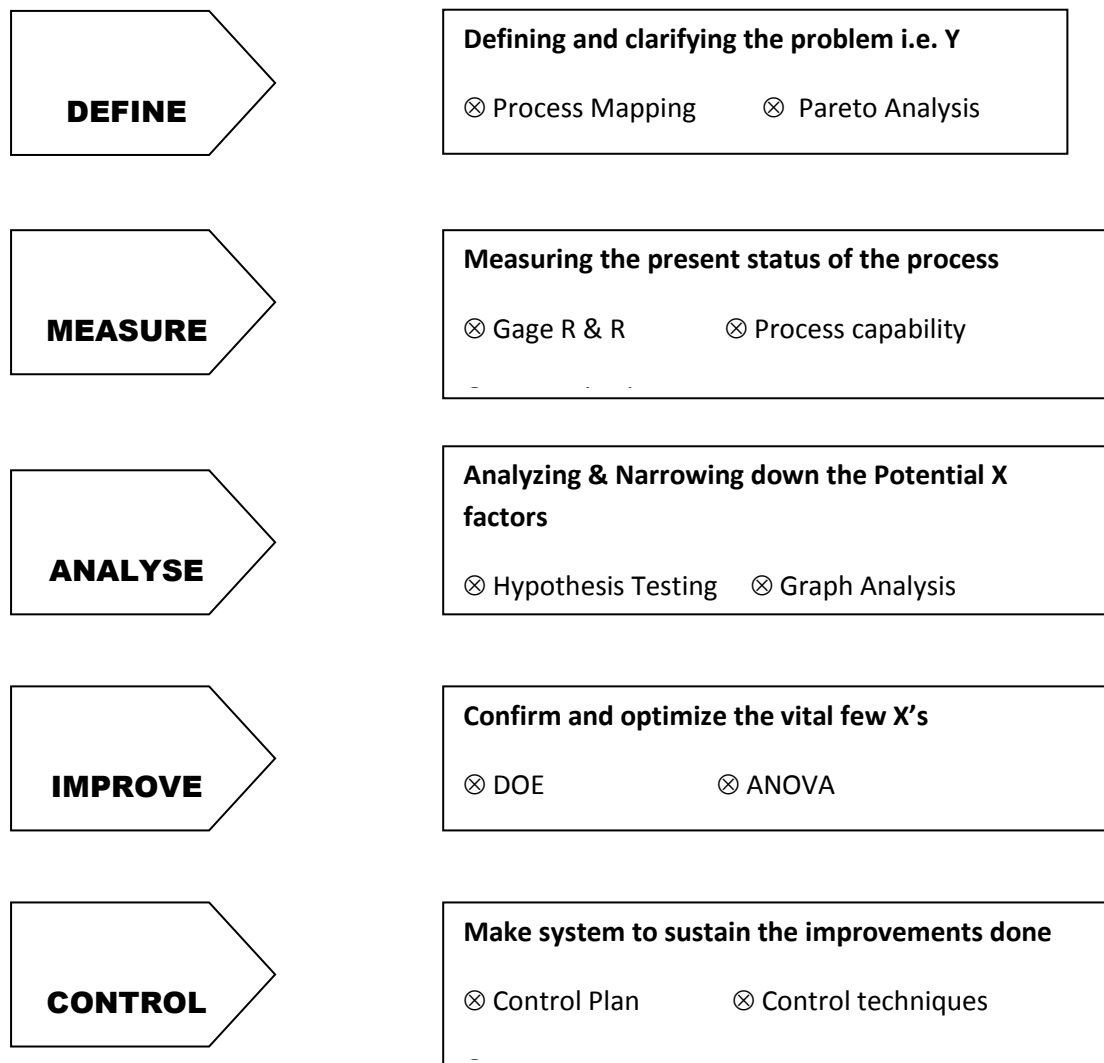 Defining and clarifying the problem i.e. Y
DEFINE
⊗ Process Mapping ⊗ Pareto Analysis
Measuring the present status of the process
MEASURE
⊗ Gage R & R ⊗ Process capability
Analyzing & Narrowing down the Potential X
factors
ANALYSE
⊗ Hypothesis Testing ⊗ Graph Analysis
Confirm and optimize the vital few X’s
IMPROVE
⊗ DOE ⊗ ANOVA
Make system to sustain the improvements done
CONTROL
⊗ Control Plan ⊗ Control techniques